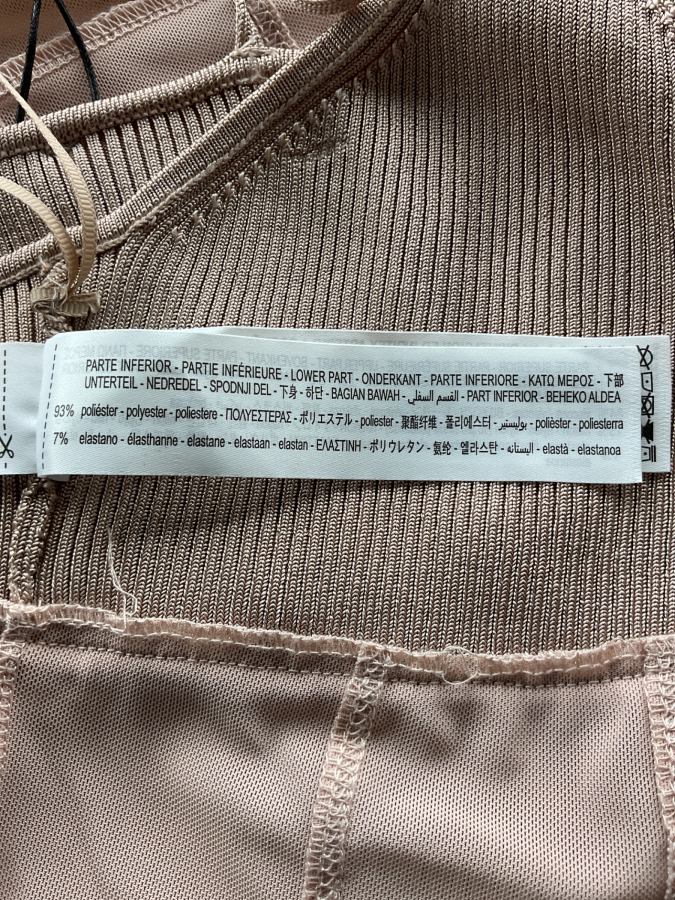 PARTE INFERIOR - PARTIE INFÉRIEURE - LOWER PART - ONDERKANT - PARTE INFERIORE - ΚΑΤΩ ΜΕΡΟΣ - 下部
UNTERTEIL - NEDREDEL - SPODNJI DEL - 下身 - 하단 - BAGIAN BAWAH - القسم السفلي - PART INFERIOR - BEHEKO ALDEA
93% poliéster - polyester - poliestere - ΠΟΛΥΕΣΤΕΡΑΣ - ポリエステル - poliester - 聚酯纤维 - 폴리에스터 - بوليستير - polièster - poliesterra
7% elastano - élasthanne - elastane - elastaan - elastan - ΕΛΑΣΤΙΝΗ - ポリウレタン - 氨纶 - 엘라스탄 - اليستانه - elastà - elastanoa